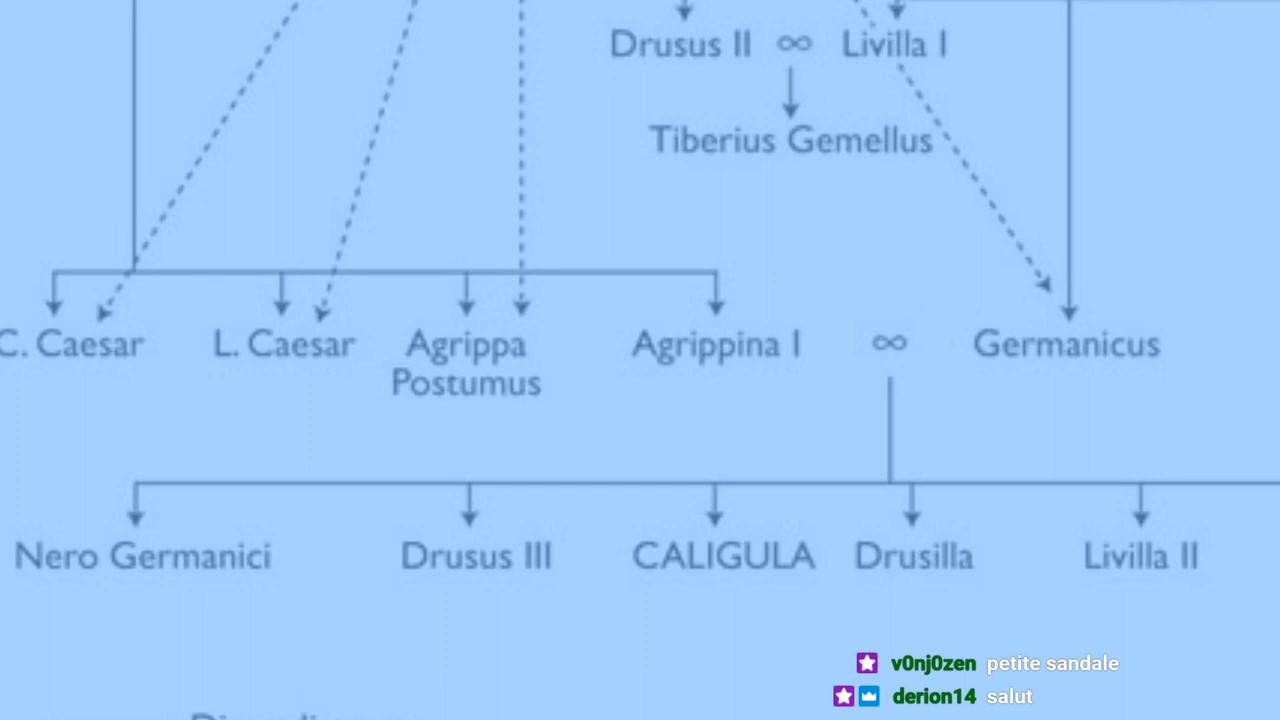 Drusus II ∞ Livilla I
Tiberius Gemellus
C. Caesar L. Caesar Agrippa Postumus Agrippina I ∞ Germanicus
Nero Germanici Drusus III CALIGULA Drusilla Livilla II
v0nj0zen petite sandale
derion14 salut